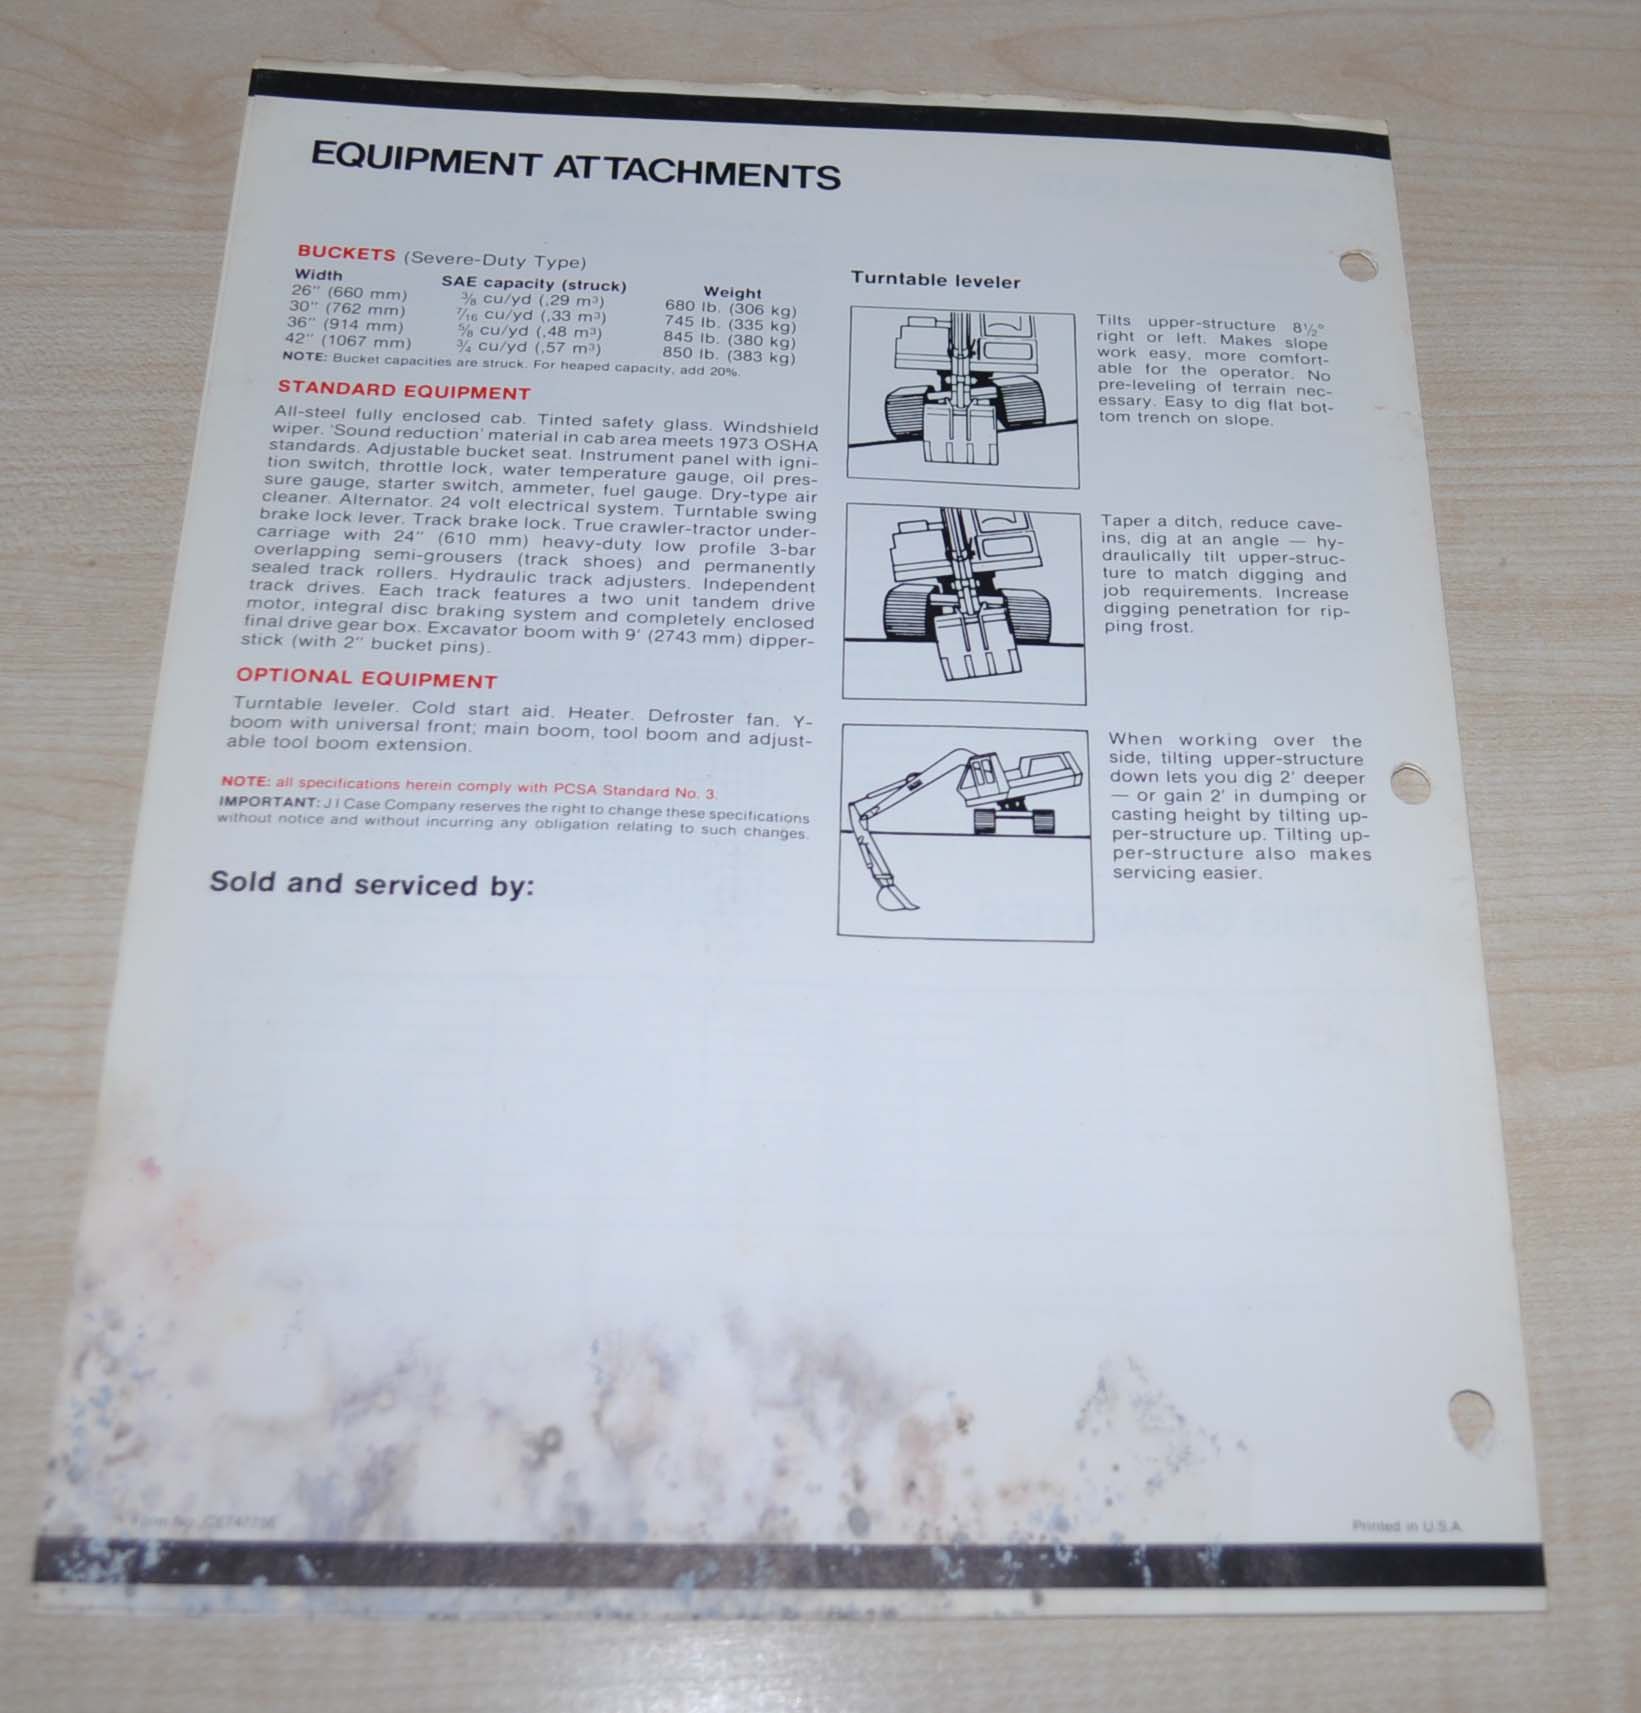 EQUIPMENT ATTACHMENTS
BUCKETS (Severe-Duty Type)
Width SAE capacity (struck) Weight
26" (660 mm) 3/8 cu/yd (,29 m³) 680 lb. (306 kg)
30" (762 mm) 7/16 cu/yd (,33 m³) 745 lb. (335 kg)
36" (914 mm) 5/8 cu/yd (,48 m³) 845 lb. (380 kg)
42" (1067 mm) 3/4 cu/yd (,57 m³) 850 lb. (383 kg)
NOTE: Bucket capacities are struck. For heaped capacity, add 20%.
STANDARD EQUIPMENT
All-steel fully enclosed cab. Tinted safety glass. Windshield
wiper. 'Sound reduction' material in cab area meets 1973 OSHA
standards. Adjustable bucket seat. Instrument panel with igni-
tion switch, throttle lock, water temperature gauge, oil pres-
sure gauge, starter switch, ammeter, fuel gauge. Dry-type air
cleaner. Alternator. 24 volt electrical system. Turntable swing
brake lock lever. Track brake lock. True crawler-tractor under-
carriage with 24" (610 mm) heavy-duty low profile 3-bar
overlapping semi-grousers (track shoes) and permanently
sealed track rollers. Hydraulic track adjusters. Independent
track drives. Each track features a two unit tandem drive
motor, integral disc braking system and completely enclosed
final drive gear box. Excavator boom with 9' (2743 mm) dipper-
stick (with 2" bucket pins).
OPTIONAL EQUIPMENT
Turntable leveler. Cold start aid. Heater. Defroster fan. Y-
boom with universal front; main boom, tool boom and adjust-
able tool boom extension.
NOTE: all specifications herein comply with PCSA Standard No. 3.
IMPORTANT: J I Case Company reserves the right to change these specifications
without notice and without incurring any obligation relating to such changes.
Sold and serviced by:
Turntable leveler
Tilts upper-structure 8½°
right or left. Makes slope
work easy, more comfort-
able for the operator. No
pre-leveling of terrain nec-
essary. Easy to dig flat bot-
tom trench on slope.
Taper a ditch, reduce cave-
ins, dig at an angle — hy-
draulically tilt upper-struc-
ture to match digging and
job requirements. Increase
digging penetration for rip-
ping frost.
When working over the
side, tilting upper-structure
down lets you dig 2' deeper
— or gain 2' in dumping or
casting height by tilting up-
per-structure up. Tilting up-
per-structure also makes
servicing easier.
Form No.
Printed in U.S.A.